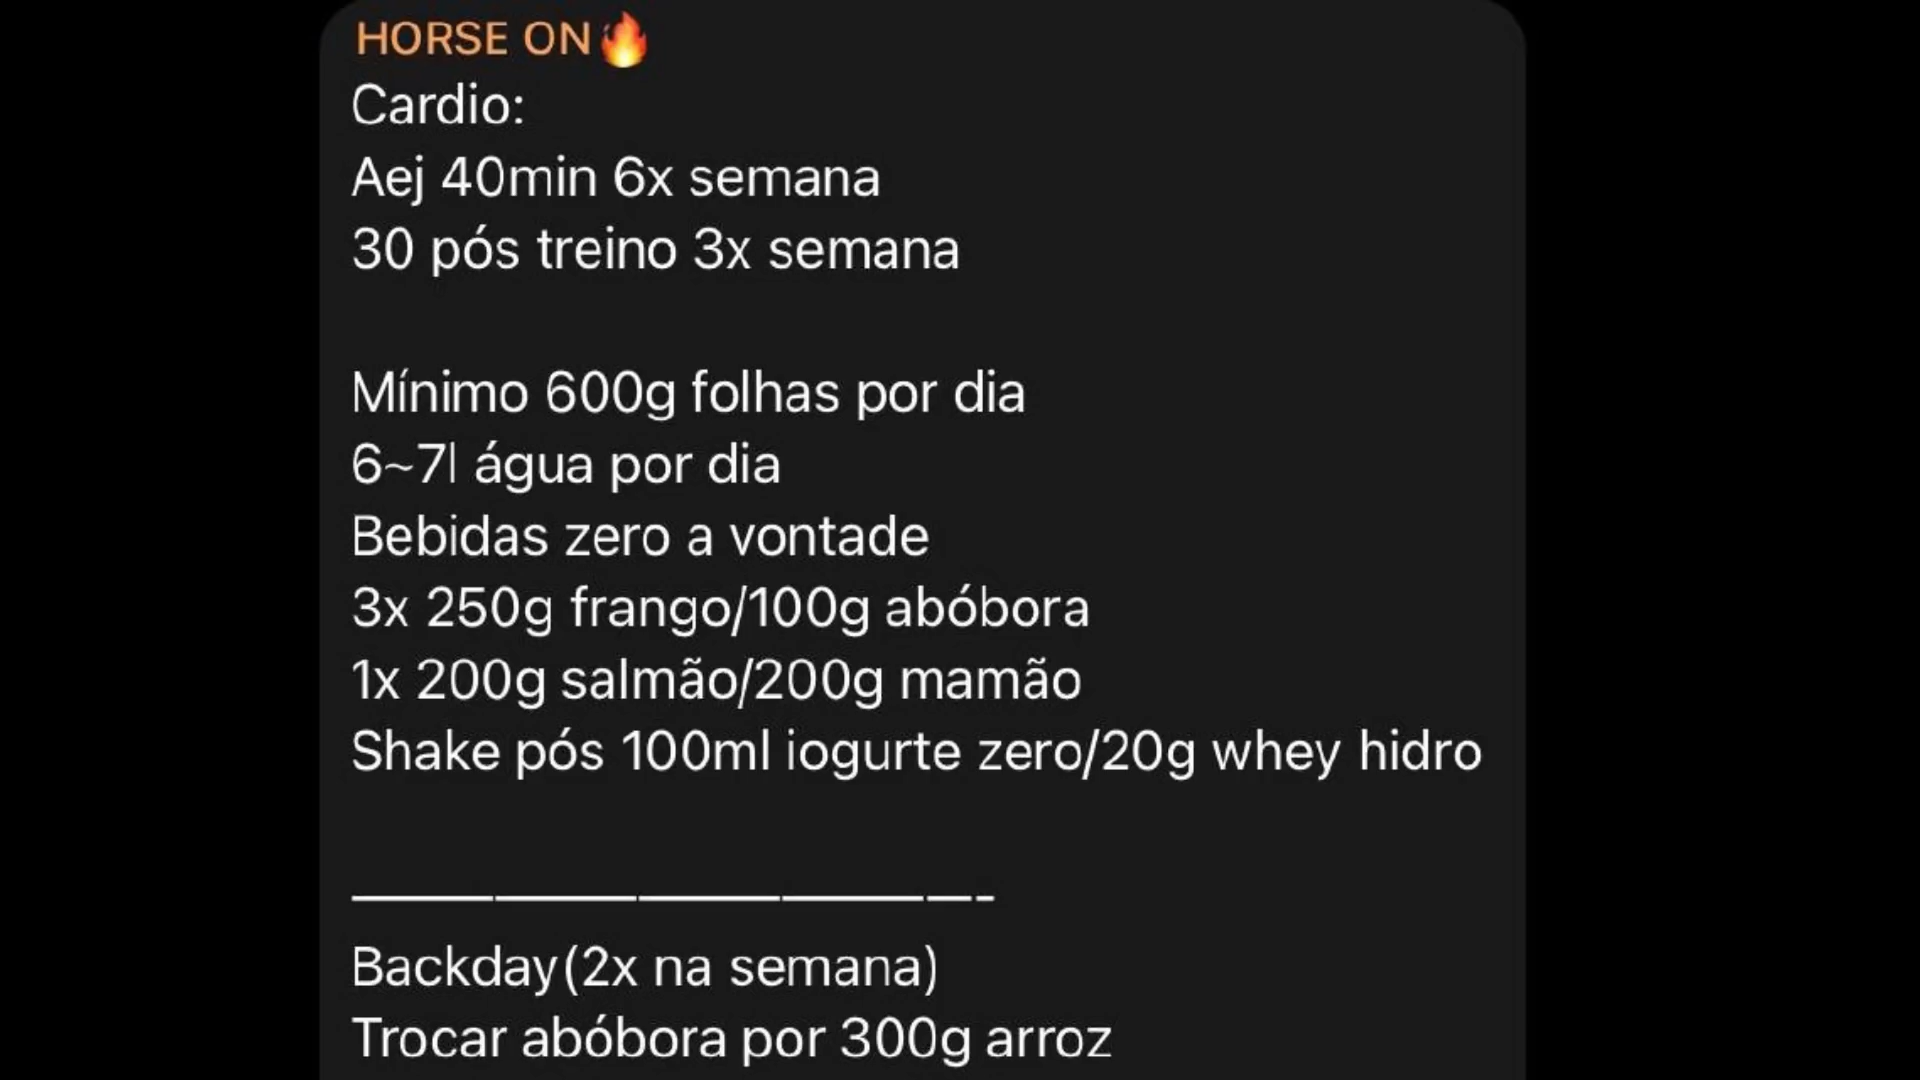 HORSE ON🔥
Cardio:
Aej 40min 6x semana
30 pós treino 3x semana
Mínimo 600g folhas por dia
6~7l água por dia
Bebidas zero a vontade
3x 250g frango/100g abóbora
1x 200g salmão/200g mamão
Shake pós 100ml iogurte zero/20g whey hidro
—————————-
Backday(2x na semana)
Trocar abóbora por 300g arroz